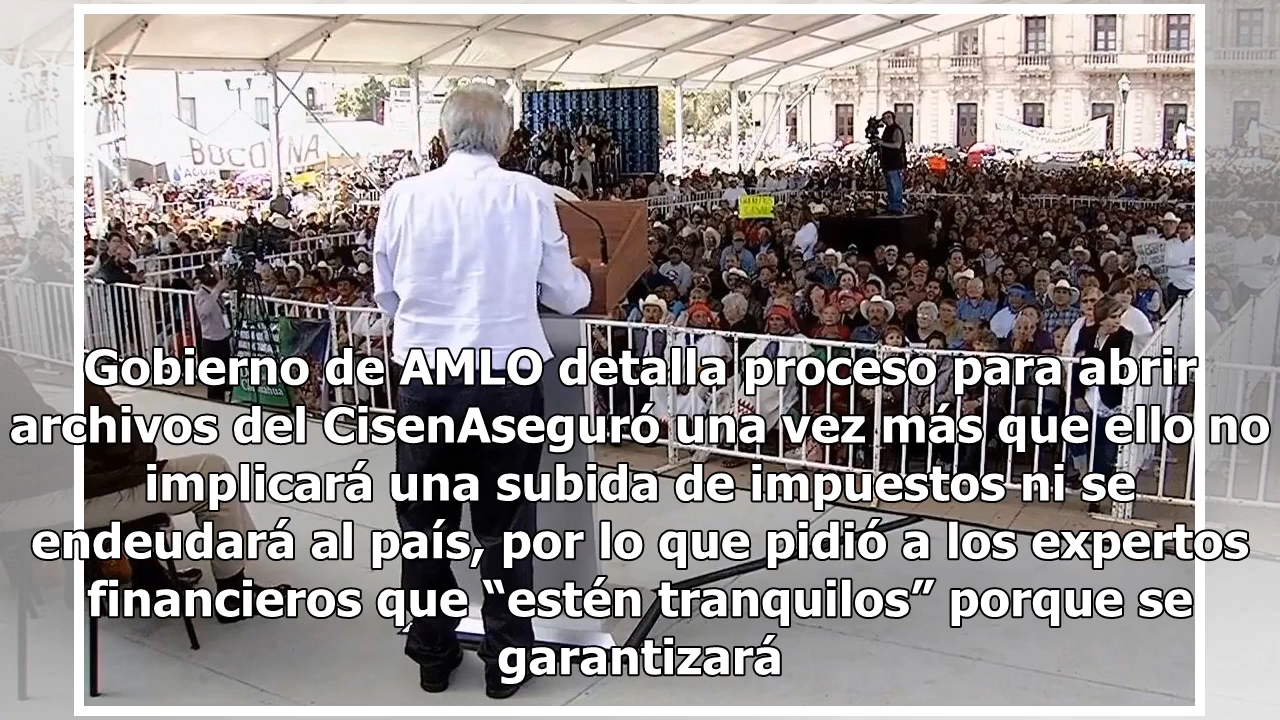 BOCOYNA
AGUA
Gobierno de AMLO detalla proceso para abrir
archivos del CisenAseguró una vez más que ello no
implicará una subida de impuestos ni se
endeudará al país, por lo que pidió a los expertos
financieros que “estén tranquilos” porque se
garantizará